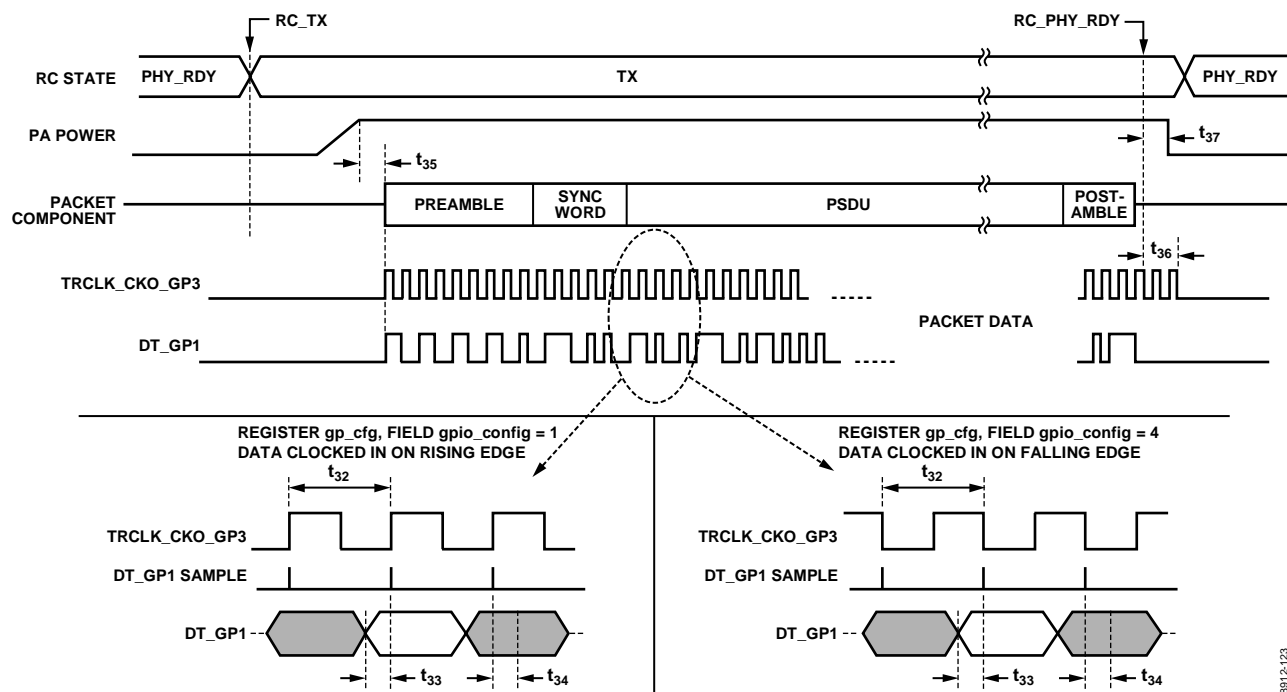 RC_TX
RC_PHY_RDY
RC STATE
PHY_RDY
TX
PHY_RDY
PA POWER
t37
t35
PACKET
COMPONENT
PREAMBLE
SYNC
WORD
PSDU
POST-
AMBLE
t36
TRCLK_CKO_GP3
PACKET DATA
DT_GP1
REGISTER gp_cfg, FIELD gpio_config = 1
DATA CLOCKED IN ON RISING EDGE
t32
TRCLK_CKO_GP3
DT_GP1 SAMPLE
DT_GP1
t33
t34
REGISTER gp_cfg, FIELD gpio_config = 4
DATA CLOCKED IN ON FALLING EDGE
t32
TRCLK_CKO_GP3
DT_GP1 SAMPLE
DT_GP1
t33
t34